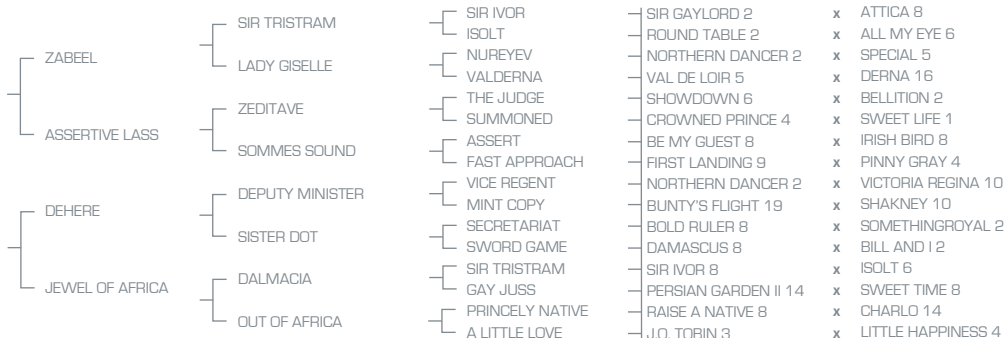 SIR IVOR SIR GAYLORD 2 x ATTICA 8
SIR TRISTRAM
ISOLT ROUND TABLE 2 x ALL MY EYE 6
ZABEEL
NUREYEV NORTHERN DANCER 2 x SPECIAL 5
LADY GISELLE
VALDERNA VAL DE LOIR 5 x DERNA 16
THE JUDGE SHOWDOWN 6 x BELLITION 2
ZEDITAVE
SUMMONED CROWNED PRINCE 4 x SWEET LIFE 1
ASSERTIVE LASS
ASSERT BE MY GUEST 8 x IRISH BIRD 8
SOMMES SOUND
FAST APPROACH FIRST LANDING 9 x PINNY GRAY 4
VICE REGENT NORTHERN DANCER 2 x VICTORIA REGINA 10
DEPUTY MINISTER
MINT COPY BUNTY'S FLIGHT 19 x SHAKNEY 10
DEHERE
SECRETARIAT BOLD RULER 8 x SOMETHINGROYAL 2
SISTER DOT
SWORD GAME DAMASCUS 8 x BILL AND I 2
SIR TRISTRAM SIR IVOR 8 x ISOLT 6
DALMACIA
JEWEL OF AFRICA
GAY JUSS PERSIAN GARDEN II 14 x SWEET TIME 8
PRINCELY NATIVE RAISE A NATIVE 8 x CHARLO 14
OUT OF AFRICA
A LITTLE LOVE J.O. TOBIN 3 x LITTLE HAPPINESS 4